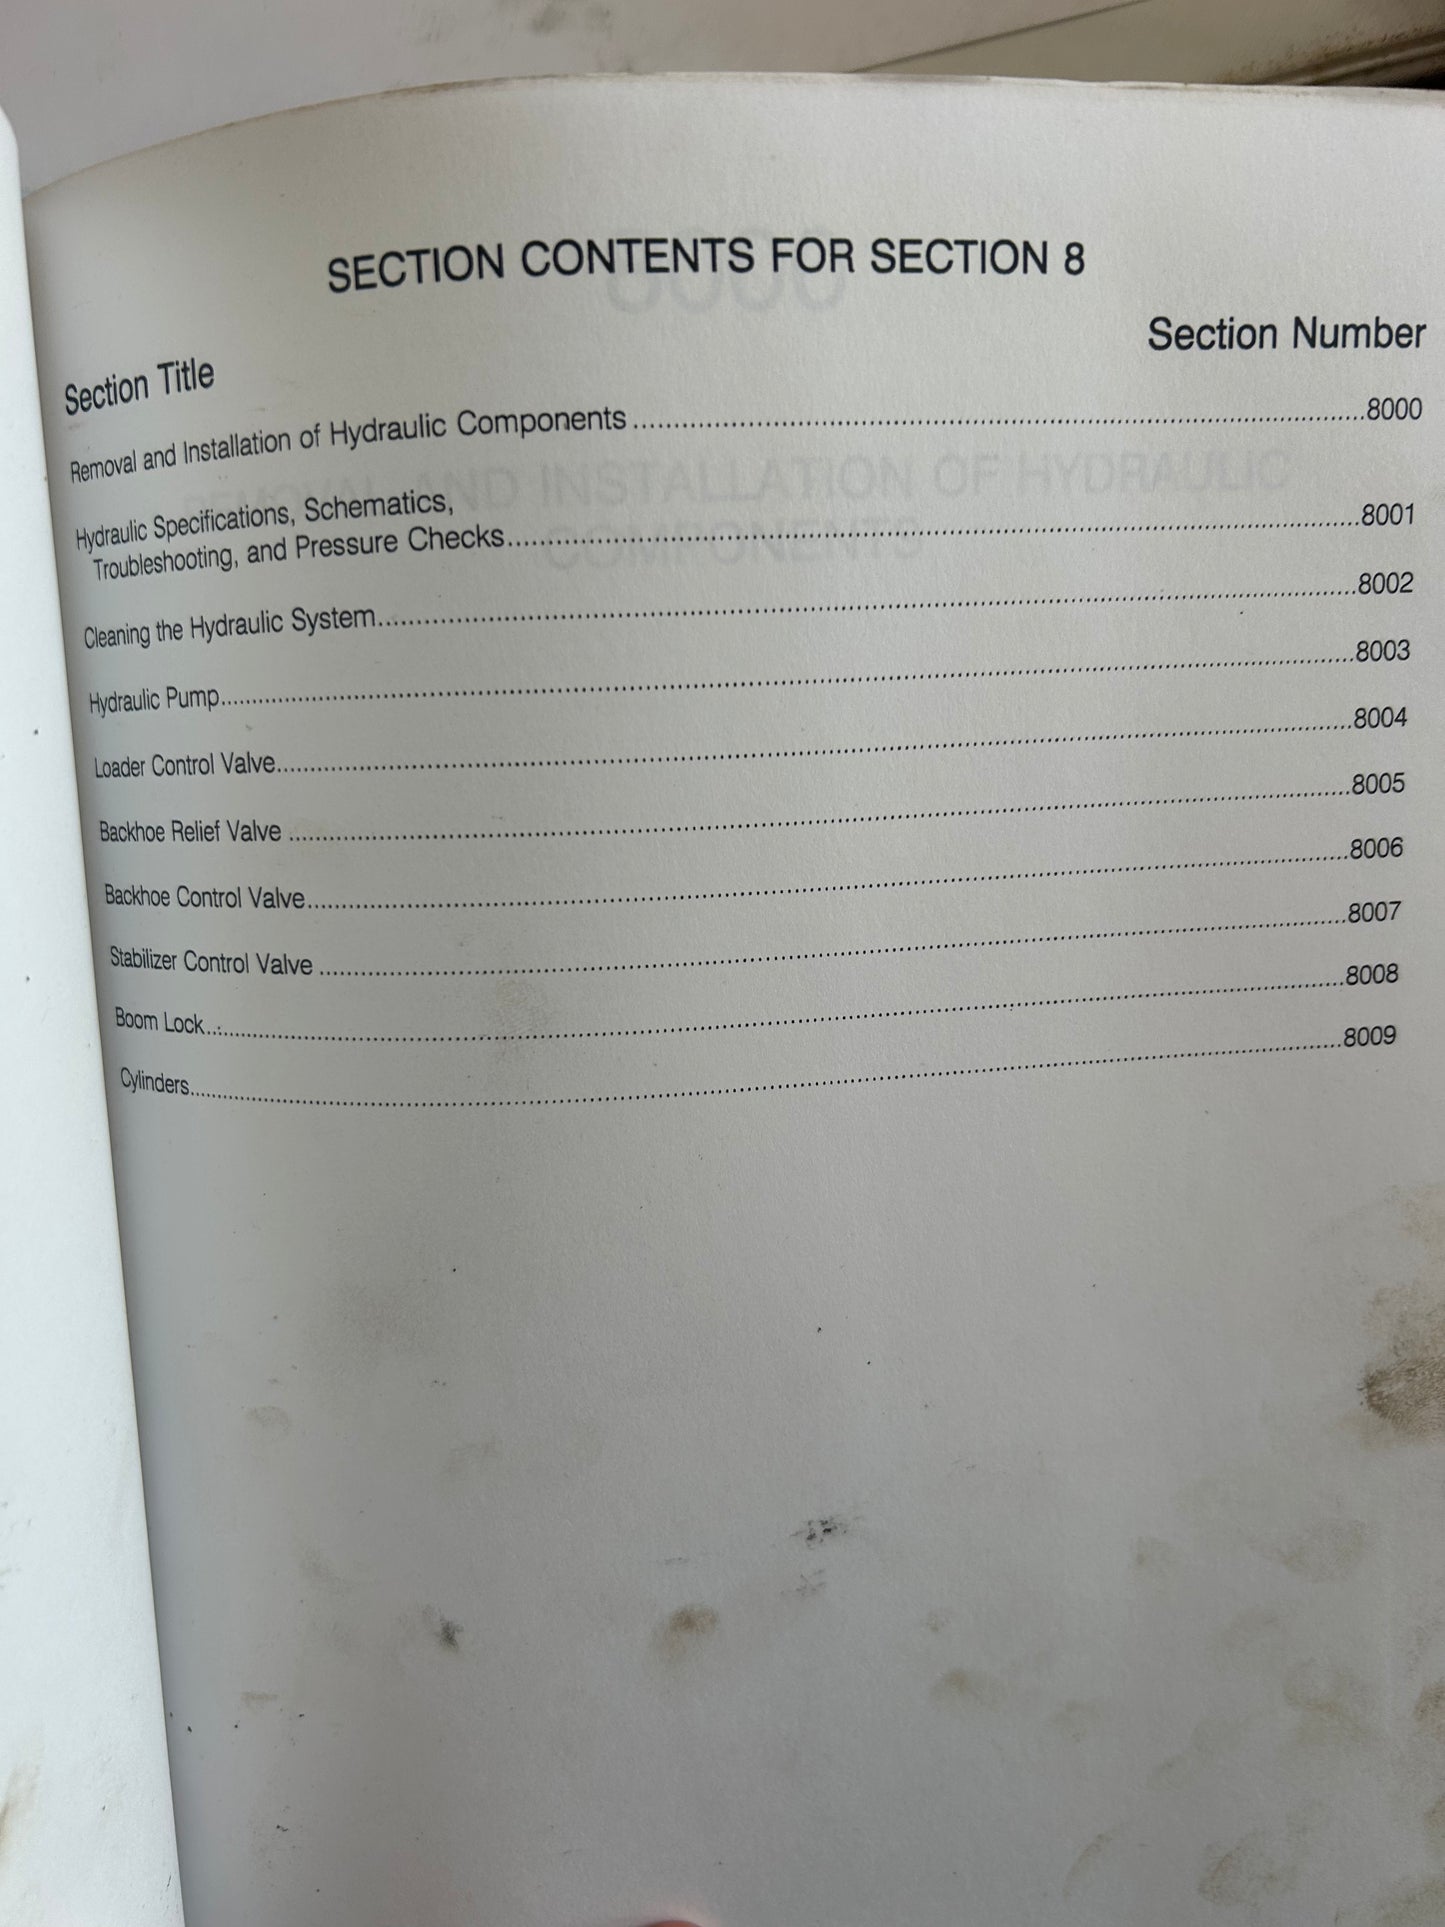 SECTION CONTENTS FOR SECTION 8
Section Title Section Number
Removal and Installation of Hydraulic Components........8000
Hydraulic Specifications, Schematics,
Troubleshooting, and Pressure Checks........8001
Cleaning the Hydraulic System........8002
Hydraulic Pump........8003
Loader Control Valve........8004
Backhoe Relief Valve........8005
Backhoe Control Valve........8006
Stabilizer Control Valve........8007
Boom Lock........8008
Cylinders........8009